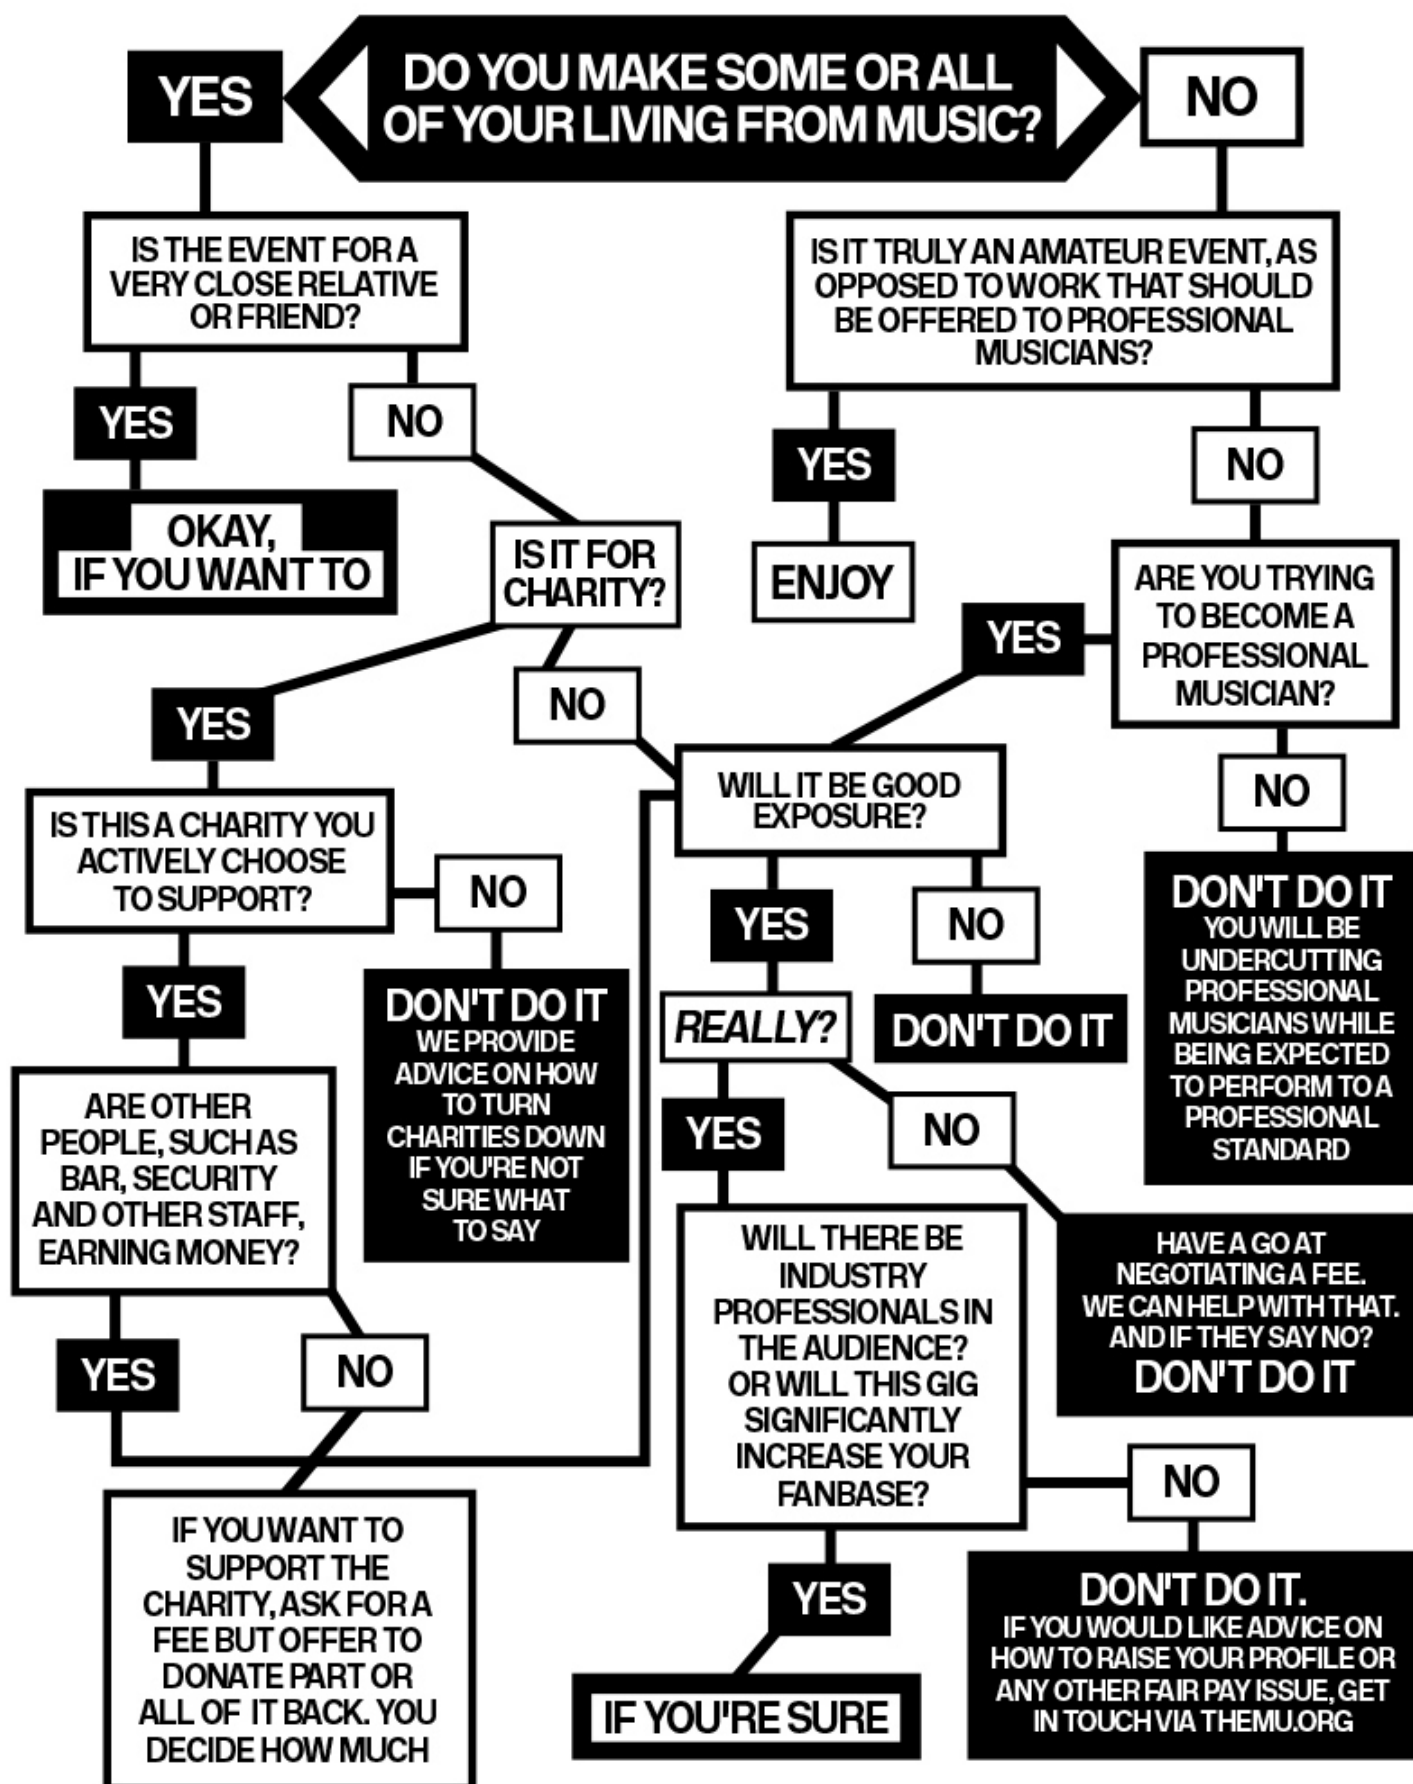 DO YOU MAKE SOME OR ALL
OF YOUR LIVING FROM MUSIC?
YES
NO
IS THE EVENT FOR A
VERY CLOSE RELATIVE
OR FRIEND?
YES
NO
OKAY,
IF YOU WANT TO
IS IT FOR
CHARITY?
YES
NO
IS THIS A CHARITY YOU
ACTIVELY CHOOSE
TO SUPPORT?
NO
DON'T DO IT
WE PROVIDE
ADVICE ON HOW
TO TURN
CHARITIES DOWN
IF YOU'RE NOT
SURE WHAT
TO SAY
YES
ARE OTHER
PEOPLE, SUCH AS
BAR, SECURITY
AND OTHER STAFF,
EARNING MONEY?
YES
NO
IF YOU WANT TO
SUPPORT THE
CHARITY, ASK FOR A
FEE BUT OFFER TO
DONATE PART OR
ALL OF IT BACK. YOU
DECIDE HOW MUCH
IS IT TRULY AN AMATEUR EVENT, AS
OPPOSED TO WORK THAT SHOULD
BE OFFERED TO PROFESSIONAL
MUSICIANS?
YES
NO
ENJOY
ARE YOU TRYING
TO BECOME A
PROFESSIONAL
MUSICIAN?
YES
NO
DON'T DO IT
YOU WILL BE
UNDERCUTTING
PROFESSIONAL
MUSICIANS WHILE
BEING EXPECTED
TO PERFORM TO A
PROFESSIONAL
STANDARD
WILL IT BE GOOD
EXPOSURE?
YES
NO
DON'T DO IT
REALLY?
YES
NO
HAVE A GO AT
NEGOTIATING A FEE.
WE CAN HELP WITH THAT.
AND IF THEY SAY NO?
DON'T DO IT
WILL THERE BE
INDUSTRY
PROFESSIONALS IN
THE AUDIENCE?
OR WILL THIS GIG
SIGNIFICANTLY
INCREASE YOUR
FANBASE?
YES
NO
IF YOU'RE SURE
DON'T DO IT.
IF YOU WOULD LIKE ADVICE ON
HOW TO RAISE YOUR PROFILE OR
ANY OTHER FAIR PAY ISSUE, GET
IN TOUCH VIA THEMU.ORG